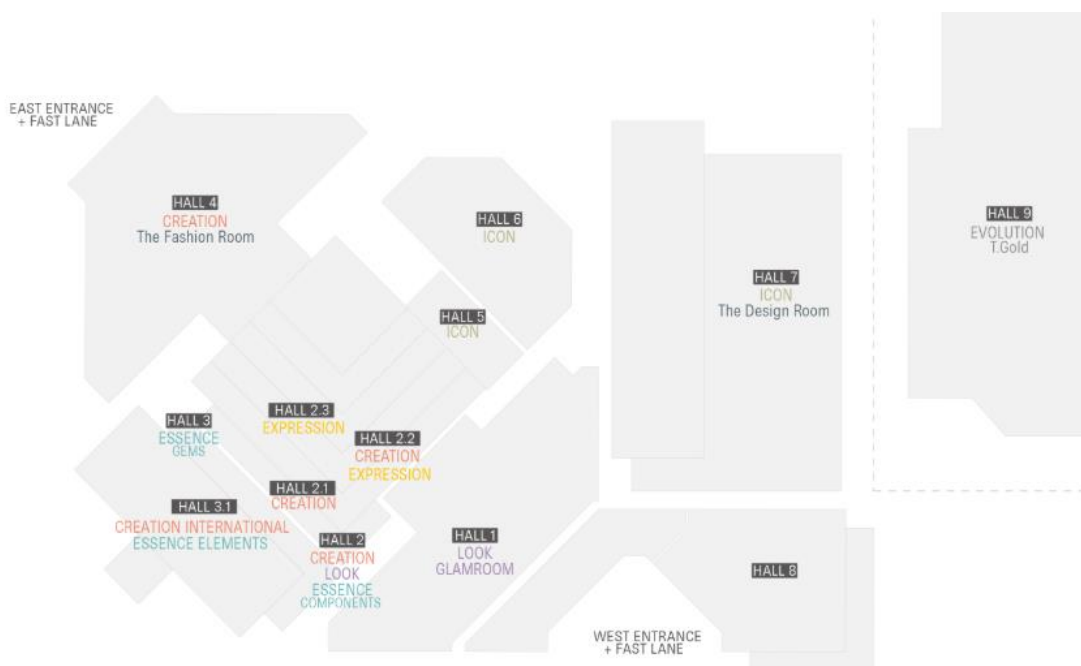 EAST ENTRANCE
+ FAST LANE
HALL 4
CREATION
The Fashion Room
HALL 6
ICON
HALL 9
EVOLUTION
T.Gold
HALL 7
ICON
The Design Room
HALL 5
ICON
HALL 2.3
EXPRESSION
HALL 3
ESSENCE
GEMS
HALL 2.2
CREATION
EXPRESSION
HALL 2.1
CREATION
HALL 3.1
CREATION INTERNATIONAL
ESSENCE ELEMENTS
HALL 2
CREATION
LOOK
ESSENCE
COMPONENTS
HALL 1
LOOK
GLAMROOM
HALL 8
WEST ENTRANCE
+ FAST LANE